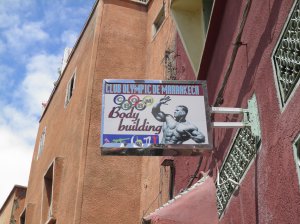 CLUB OLYMPIC DE MARRAKECH
Body
building